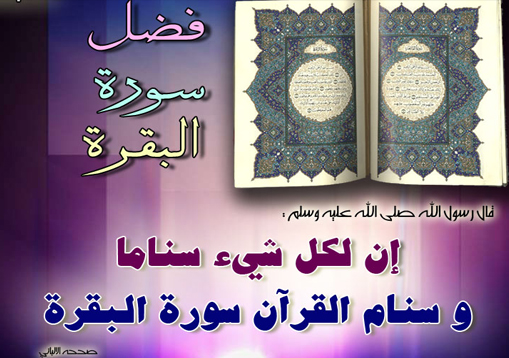 فضل
سورة
البقرة
قال رسول الله صلى الله عليه وسلم :
إن لكل شيء سناما
و سنام القرآن سورة البقرة
صححه الألباني